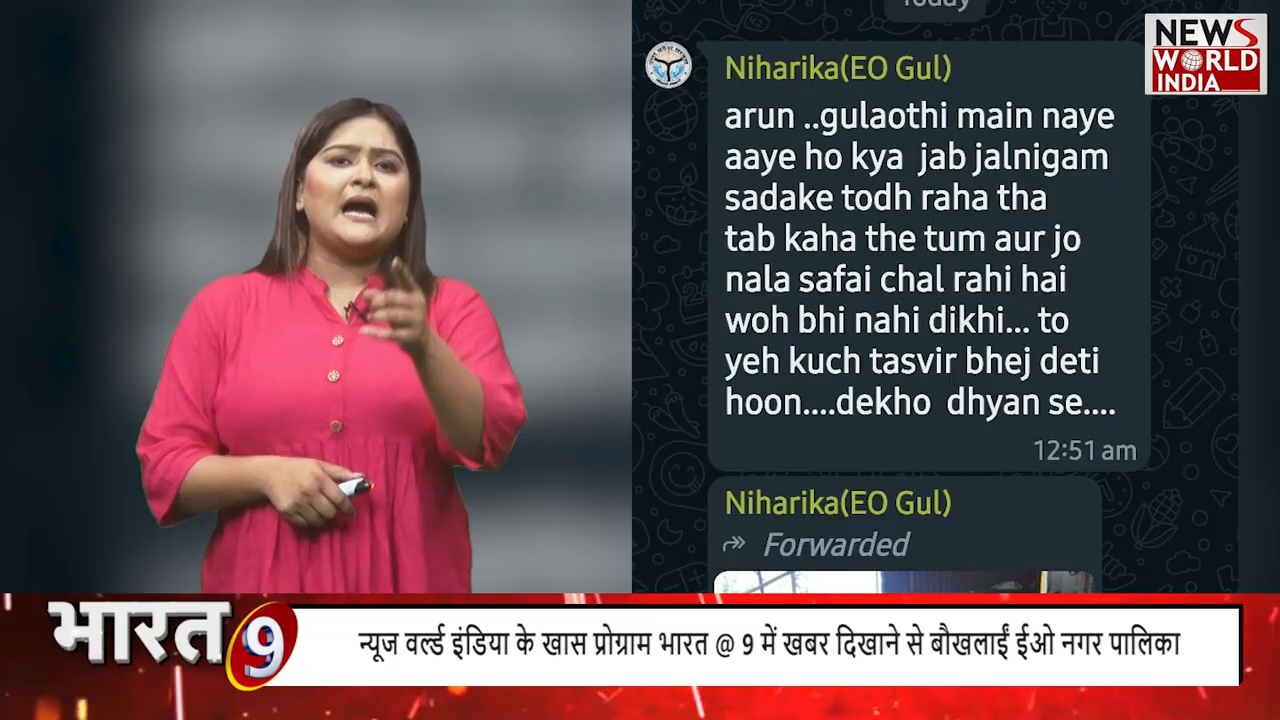 Today
NEWS
WORLD
INDIA
Niharika(EO Gul)
arun ..gulaothi main naye
aaye ho kya jab jalnigam
sadake todh raha tha
tab kaha the tum aur jo
nala safai chal rahi hai
woh bhi nahi dikhi... to
yeh kuch tasvir bhej deti
hoon....dekho dhyan se....
12:51 am
Niharika(EO Gul)
Forwarded
भारत 9
न्यूज वर्ल्ड इंडिया के खास प्रोग्राम भारत @ 9 में खबर दिखाने से बौखलाईं ईओ नगर पालिका